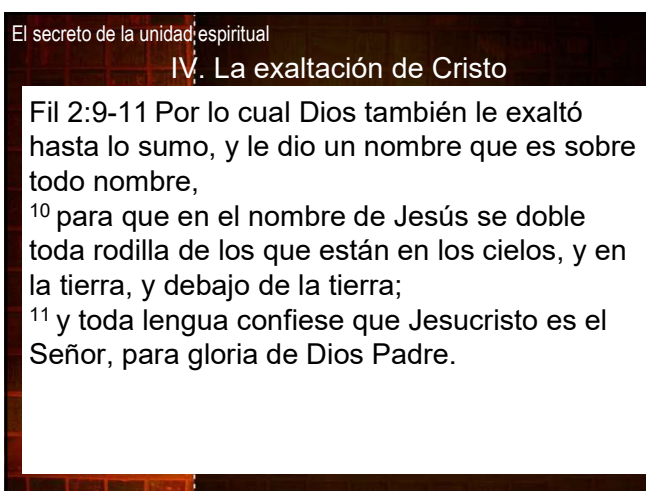 El secreto de la unidad espiritual
IV. La exaltación de Cristo
Fil 2:9-11 Por lo cual Dios también le exaltó
hasta lo sumo, y le dio un nombre que es sobre
todo nombre,
10 para que en el nombre de Jesús se doble
toda rodilla de los que están en los cielos, y en
la tierra, y debajo de la tierra;
11 y toda lengua confiese que Jesucristo es el
Señor, para gloria de Dios Padre.